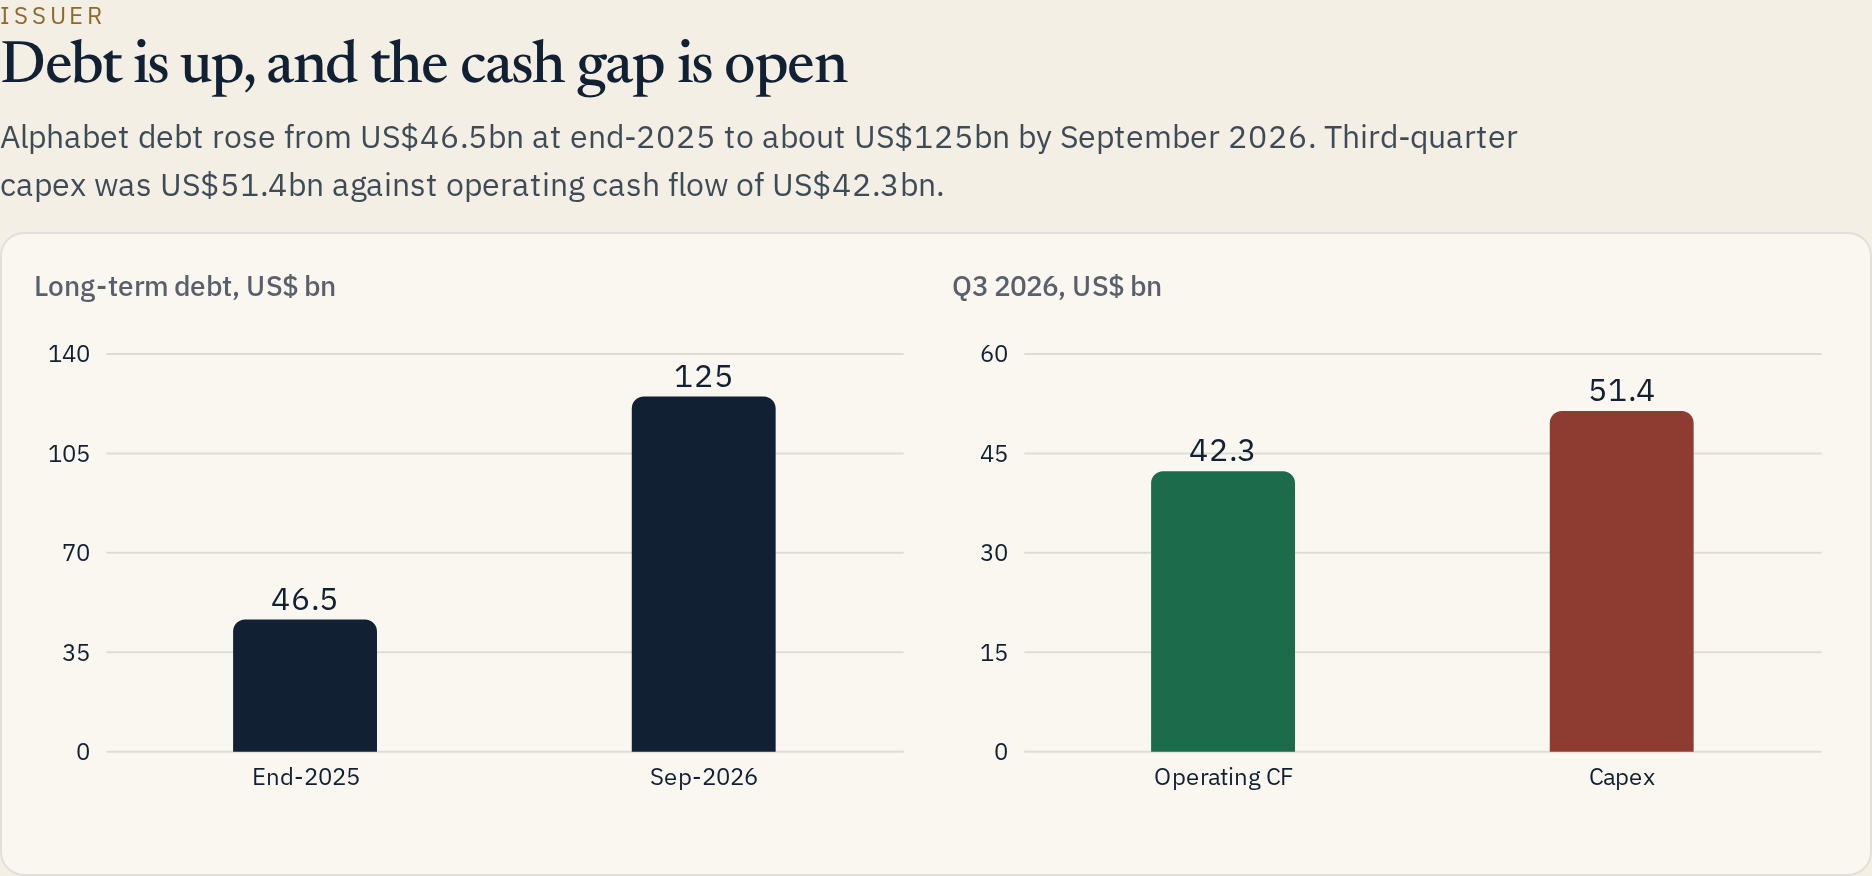 ISSUER
Debt is up, and the cash gap is open
Alphabet debt rose from US$46.5bn at end-2025 to about US$125bn by September 2026. Third-quarter
capex was US$51.4bn against operating cash flow of US$42.3bn.
Long-term debt, US$ bn
140
105
70
35
0
46.5
125
End-2025
Sep-2026
Q3 2026, US$ bn
60
45
30
15
0
42.3
51.4
Operating CF
Capex